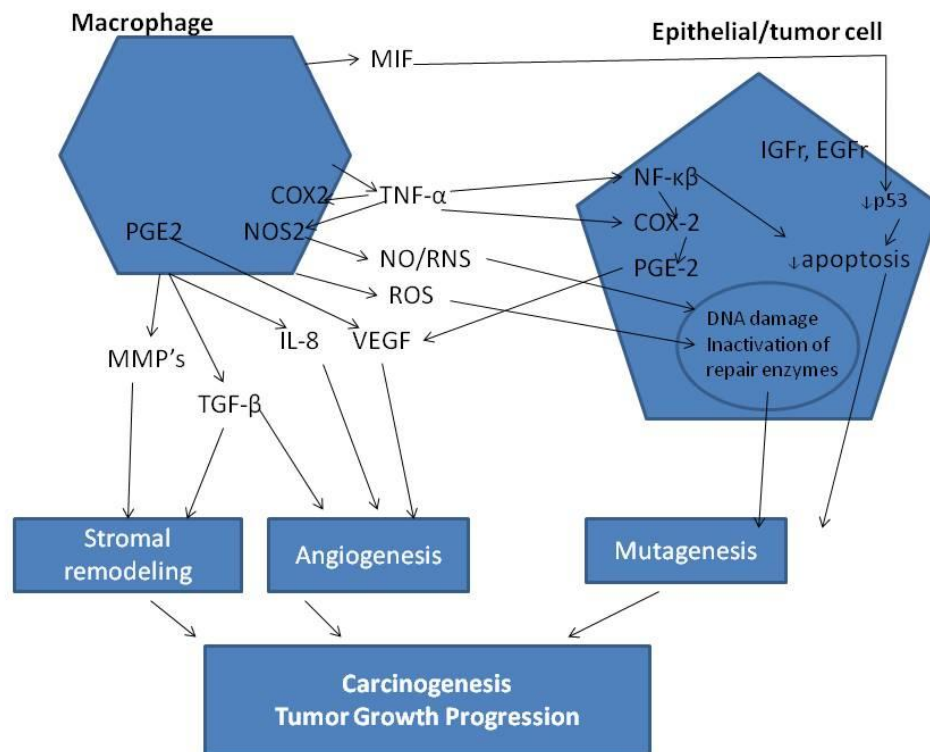 Macrophage
Epithelial/tumor cell
MIF
IGFr, EGFr
NF-κβ
COX2
TNF-α
↓p53
COX-2
PGE2
NOS2
NO/RNS
PGE-2
↓apoptosis
ROS
DNA damage
Inactivation of
repair enzymes
MMP's
IL-8
VEGF
TGF-β
Stromal
remodeling
Angiogenesis
Mutagenesis
Carcinogenesis
Tumor Growth Progression